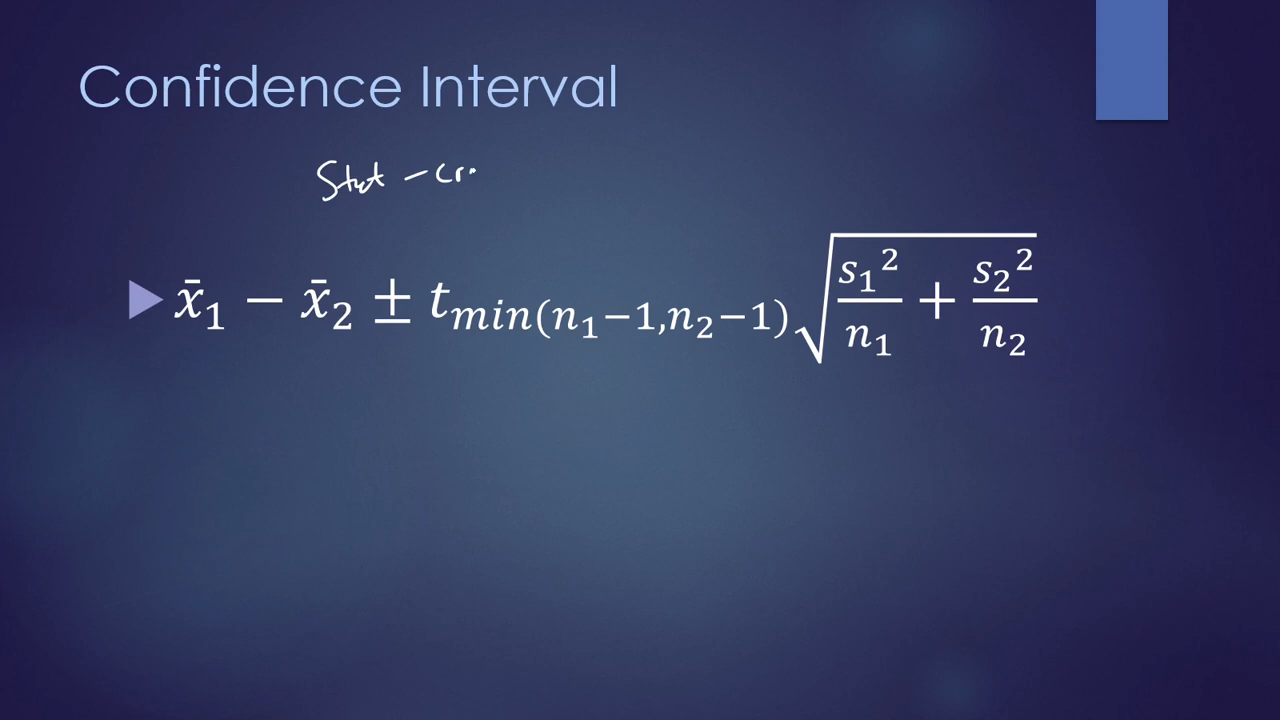 Confidence Interval
Stat – cr
x̄₁ − x̄₂ ± t_min(n₁−1,n₂−1) √(s₁²/n₁ + s₂²/n₂)